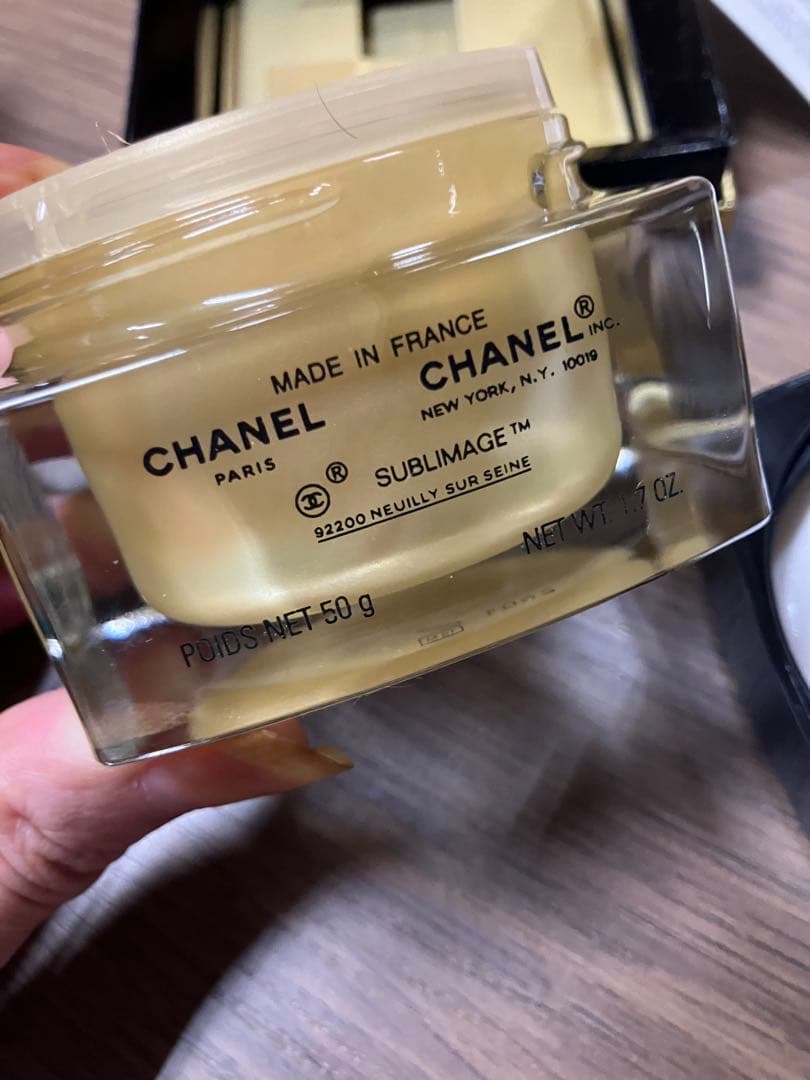 MADE IN FRANCE
CHANEL
PARIS
CHANEL® INC.
NEW YORK, N.Y. 10019
® SUBLIMAGE™
92200 NEUILLY SUR SEINE
POIDS NET 50 g
NET WT. 1.7 OZ.